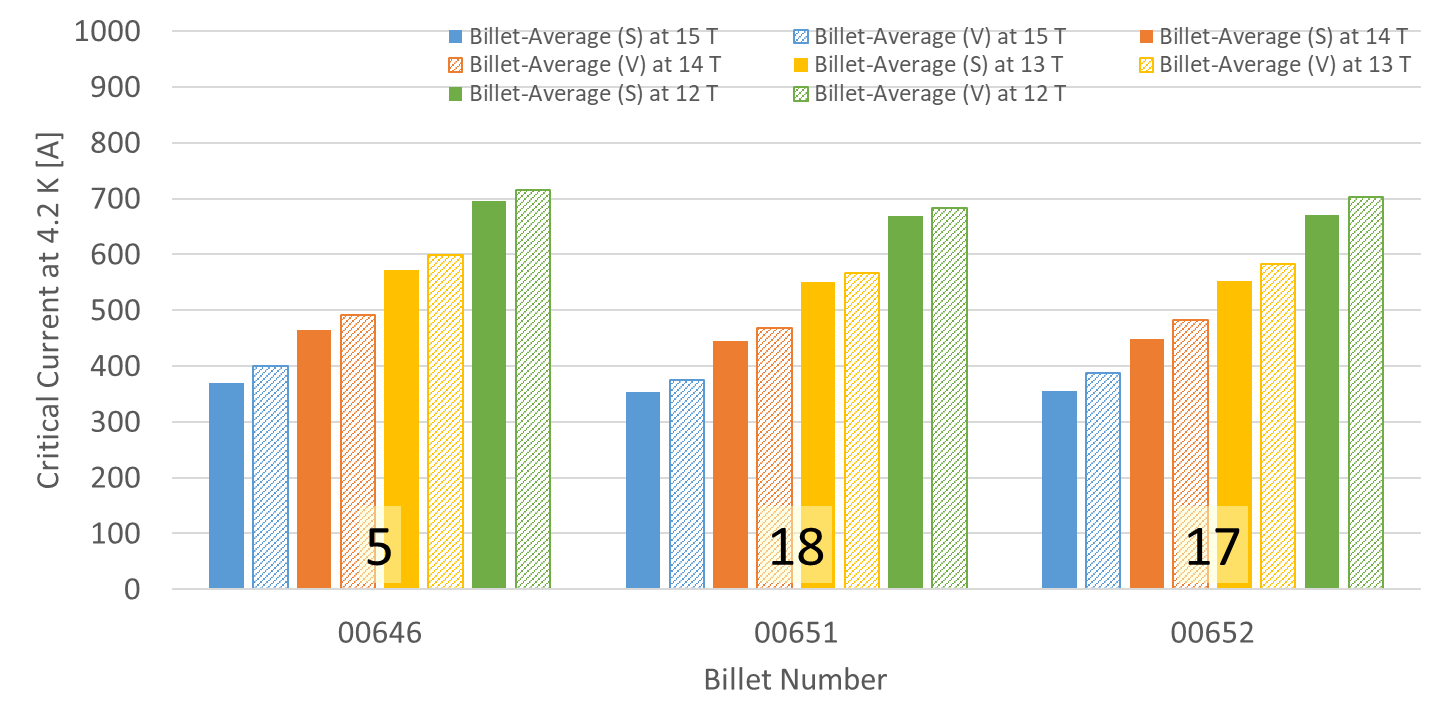 Critical Current at 4.2 K [A]
1000
900
800
700
600
500
400
300
200
100
0
Billet-Average (S) at 15 T
Billet-Average (V) at 15 T
Billet-Average (S) at 14 T
Billet-Average (V) at 14 T
Billet-Average (S) at 13 T
Billet-Average (V) at 13 T
Billet-Average (S) at 12 T
Billet-Average (V) at 12 T
5
18
17
00646
00651
00652
Billet Number